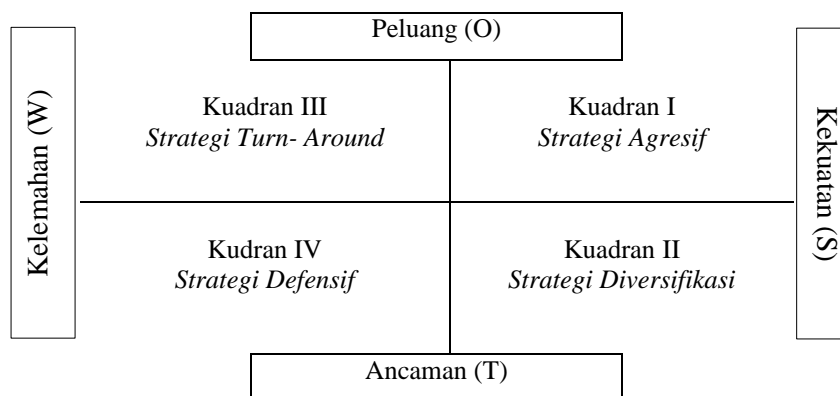 Peluang (O)
Kelemahan (W)
Kuadran III
Strategi Turn- Around
Kuadran I
Strategi Agresif
Kekuatan (S)
Kudran IV
Strategi Defensif
Kuadran II
Strategi Diversifikasi
Ancaman (T)